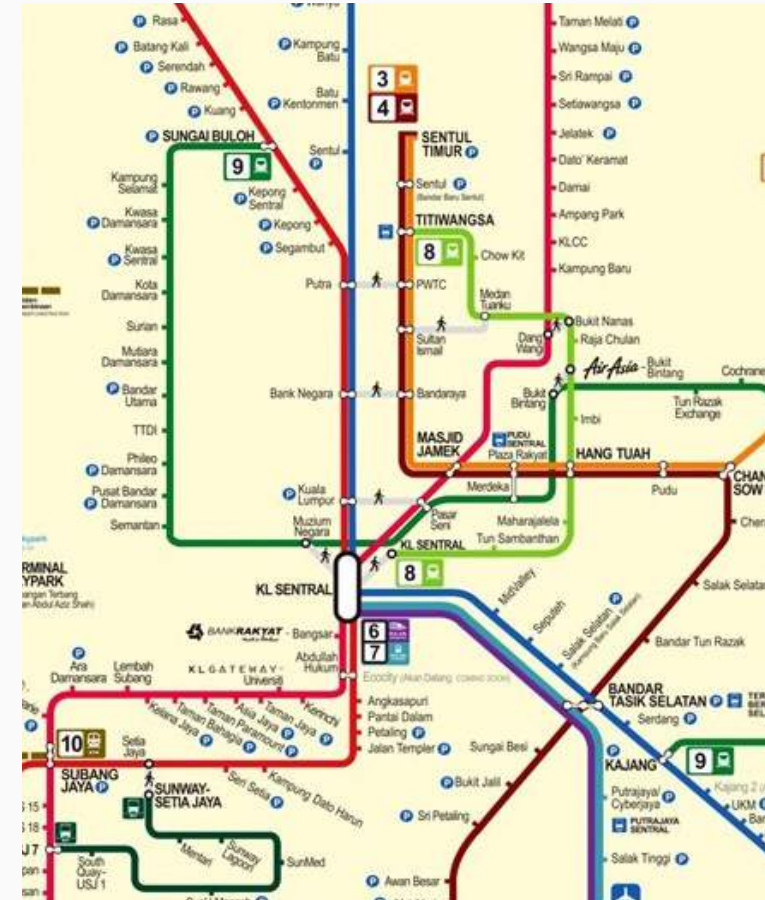 Rasa
Batang Kali
Serendah
Rawang
Kuang
SUNGAI BULOH
9
Kampung
Selamat
Kwasa
Damansara
Kwasa
Sentral
Kota
Damansara
Surian
Mutiara
Damansara
Bandar
Utama
TTDI
Phileo
Damansara
Pusat Bandar
Damansara
Semantan
Kepong
Sentral
Kepong
Segambut
Kampung
Batu
Batu
Kentonmen
Sentul
Putra
Bank Negara
Kuala
Lumpur
Muzium
Negara
KL SENTRAL
3
4
SENTUL
TIMUR
Sentul
(Bandar Baru Sentul)
TITIWANGSA
8
Chow Kit
PWTC
Medan
Tuanku
Sultan
Ismail
Bandaraya
MASJID
JAMEK
Taman Melati
Wangsa Maju
Sri Rampai
Setiawangsa
Jelatek
Dato' Keramat
Damai
Ampang Park
KLCC
Kampung Baru
Bukit Nanas
Dang
Wangi
Raja Chulan
AirAsia - Bukit
Bintang
Bukit
Bintang
Cochrane
Tun Razak
Exchange
Imbi
PUDU
SENTRAL
Plaza Rakyat
HANG TUAH
Merdeka
Pudu
CHAN
SOW
Pasar
Seni
Maharajalela
Tun Sambanthan
KL SENTRAL
8
Cher
Salak Selatan
Bandar Tun Razak
MidValley
Seputeh
Salak Selatan
BANDAR
TASIK SELATAN
Serdang
KAJANG
9
Kajang 2
UKM
Putrajaya/
Cyberjaya
PUTRAJAYA
SENTRAL
Salak Tinggi
Sungai Besi
Bukit Jalil
Sri Petaling
Awan Besar
BANKRAKYAT - Bangsar
6
7
Abdullah
Hukum
KL GATEWAY -
Universiti
Ecocity (Akan Datang COMING SOON)
Angkasapuri
Pantai Dalam
Petaling
Jalan Templer
Kerinchi
Taman Jaya
Asia Jaya
Taman Paramount
Taman Bahagia
Kelana Jaya
Lembah
Subang
Ara
Damansara
10
SUBANG
JAYA
Setia
Jaya
SUNWAY-
SETIA JAYA
Seri Setia
Kampung Dato Harun
Mentari
Sunway
Lagoon
SunMed
South
Quay-
USJ 1